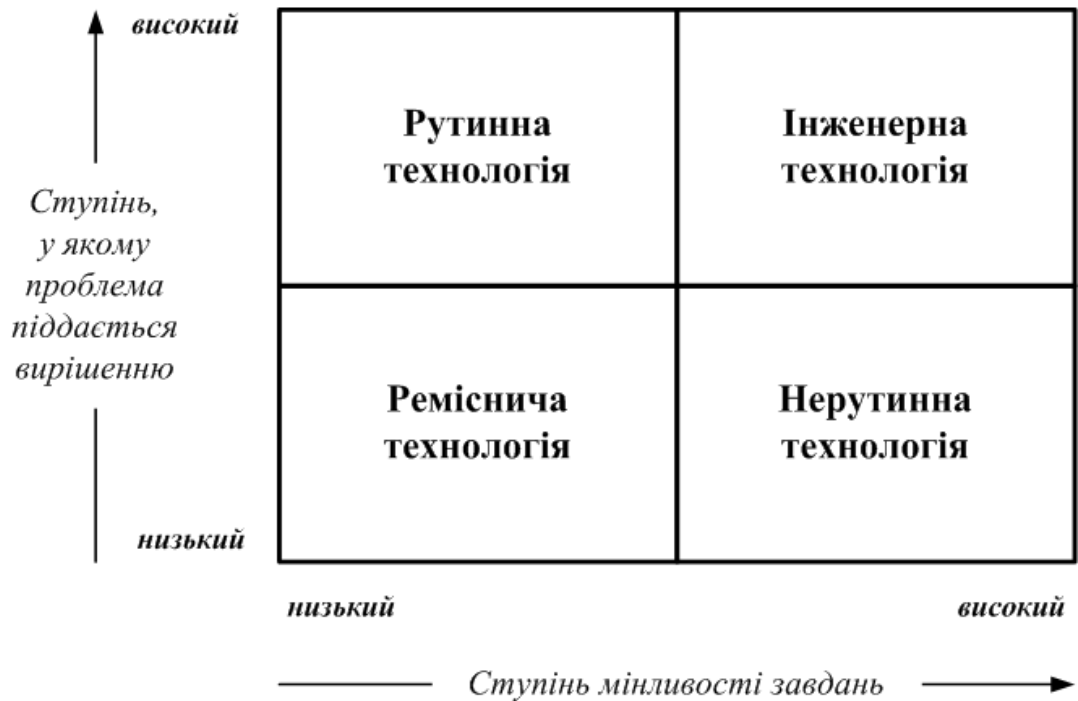 високий
Рутинна
технологія
Інженерна
технологія
Ступінь,
у якому
проблема
піддається
вирішенню
Реміснича
технологія
Нерутинна
технологія
низький
низький
високий
Ступінь мінливості завдань